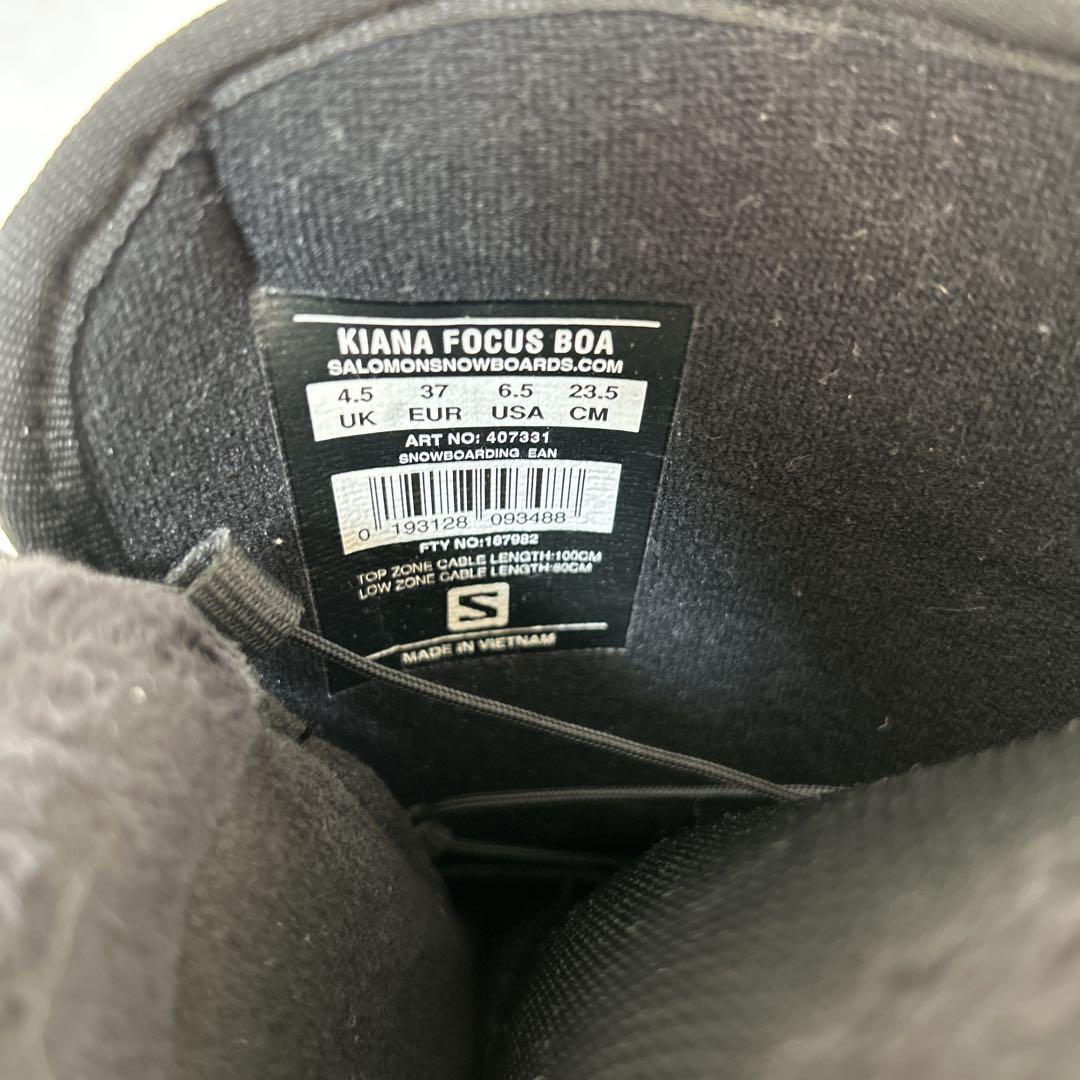 KIANA FOCUS BOA
SALOMONSNOWBOARDS.COM
4.5 37 6.5 23.5
UK EUR USA CM
ART NO: 407331
SNOWBOARDING EAN
0 193128 093488
FTY NO:187982
TOP ZONE CABLE LENGTH:100CM
LOW ZONE CABLE LENGTH:80CM
S
MADE IN VIETNAM